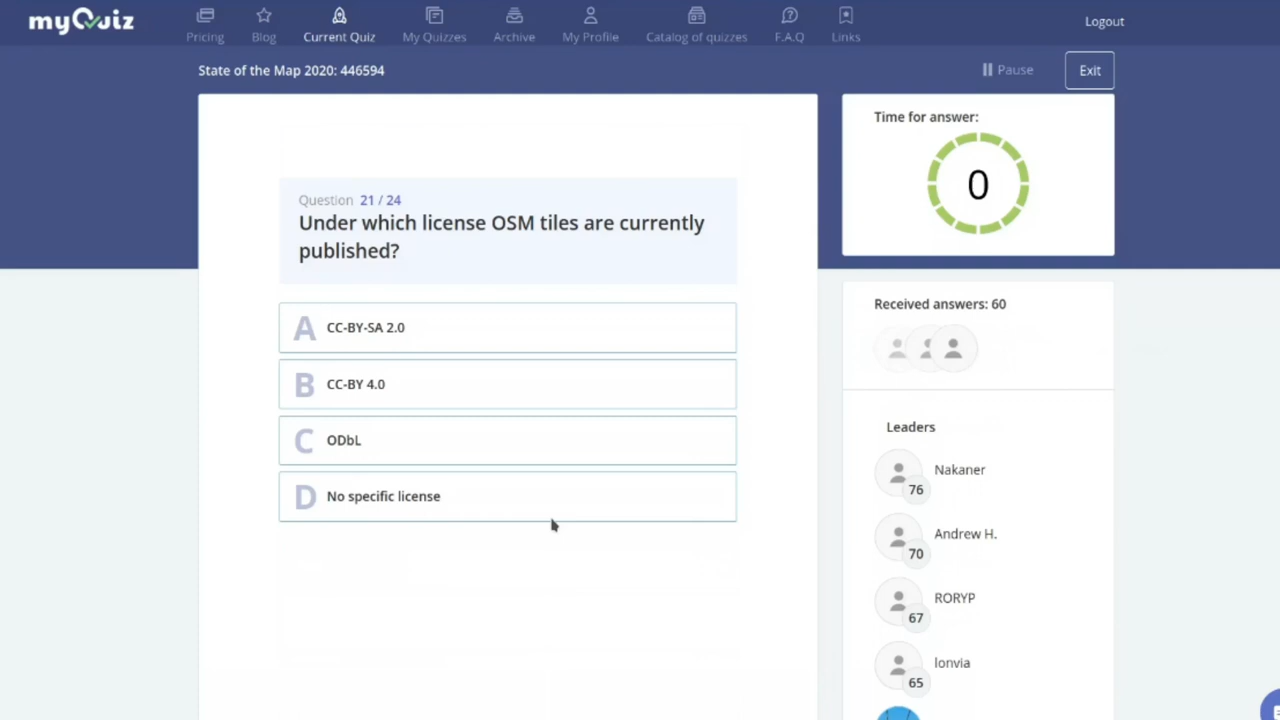 myQuiz
Pricing
Blog
Current Quiz
My Quizzes
Archive
My Profile
Catalog of quizzes
F.A.Q
Links
Logout
State of the Map 2020: 446594
Pause
Exit
Question 21 / 24
Under which license OSM tiles are currently
published?
A CC-BY-SA 2.0
B CC-BY 4.0
C ODbL
D No specific license
Time for answer:
0
Received answers: 60
Leaders
Nakaner
76
Andrew H.
70
RORYP
67
lonvia
65